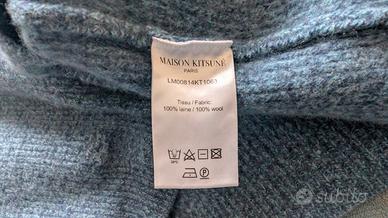 MAISON KITSUNÉ
PARIS
LM00814KT1063
Tissu / Fabric:
100% laine / 100% wool
subito